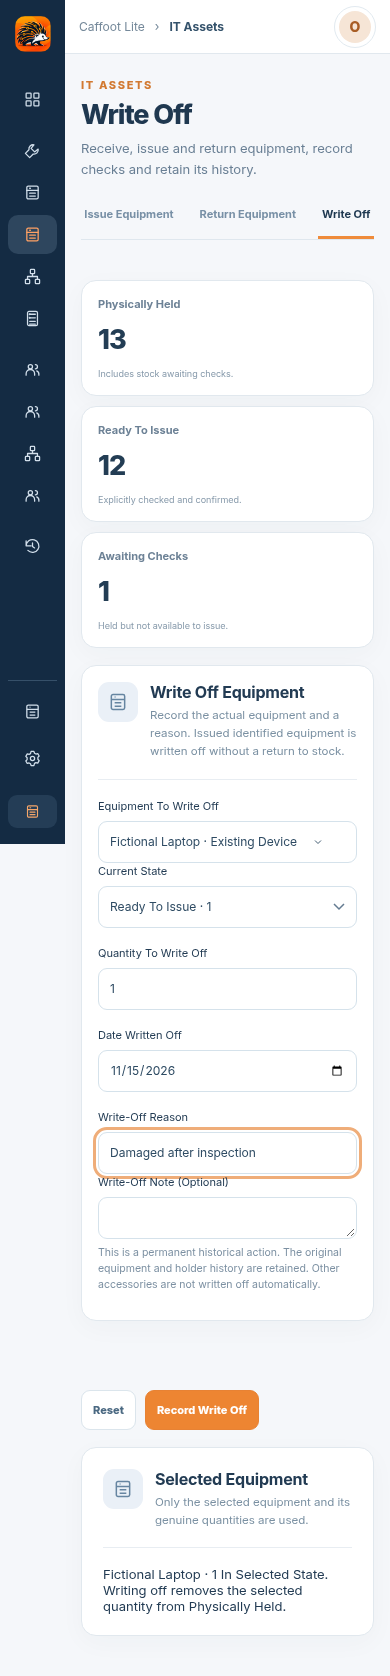 Caffoot Lite › IT Assets
O
IT ASSETS
Write Off
Receive, issue and return equipment, record
checks and retain its history.
Issue Equipment Return Equipment Write Off
Physically Held
13
Includes stock awaiting checks.
Ready To Issue
12
Explicitly checked and confirmed.
Awaiting Checks
1
Held but not available to issue.
Write Off Equipment
Record the actual equipment and a
reason. Issued identified equipment is
written off without a return to stock.
Equipment To Write Off
Fictional Laptop · Existing Device
Current State
Ready To Issue · 1
Quantity To Write Off
1
Date Written Off
11/15/2026
Write-Off Reason
Damaged after inspection
Write-Off Note (Optional)
This is a permanent historical action. The original
equipment and holder history are retained. Other
accessories are not written off automatically.
Reset Record Write Off
Selected Equipment
Only the selected equipment and its
genuine quantities are used.
Fictional Laptop · 1 In Selected State.
Writing off removes the selected
quantity from Physically Held.